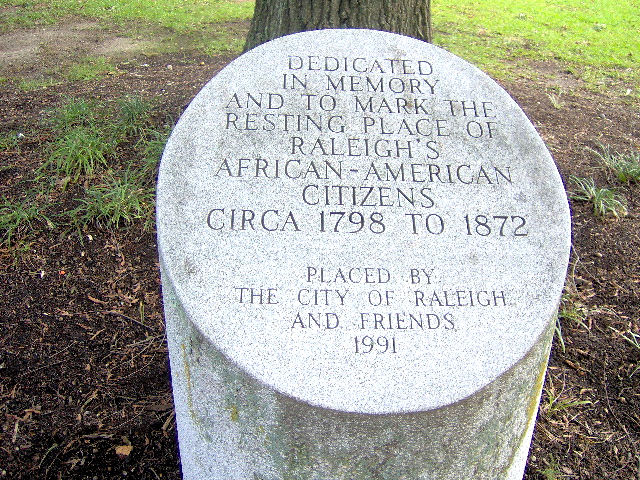 DEDICATED
IN MEMORY
AND TO MARK THE
RESTING PLACE OF
RALEIGH'S
AFRICAN-AMERICAN
CITIZENS
CIRCA 1798 TO 1872
PLACED BY
THE CITY OF RALEIGH
AND FRIENDS
1991